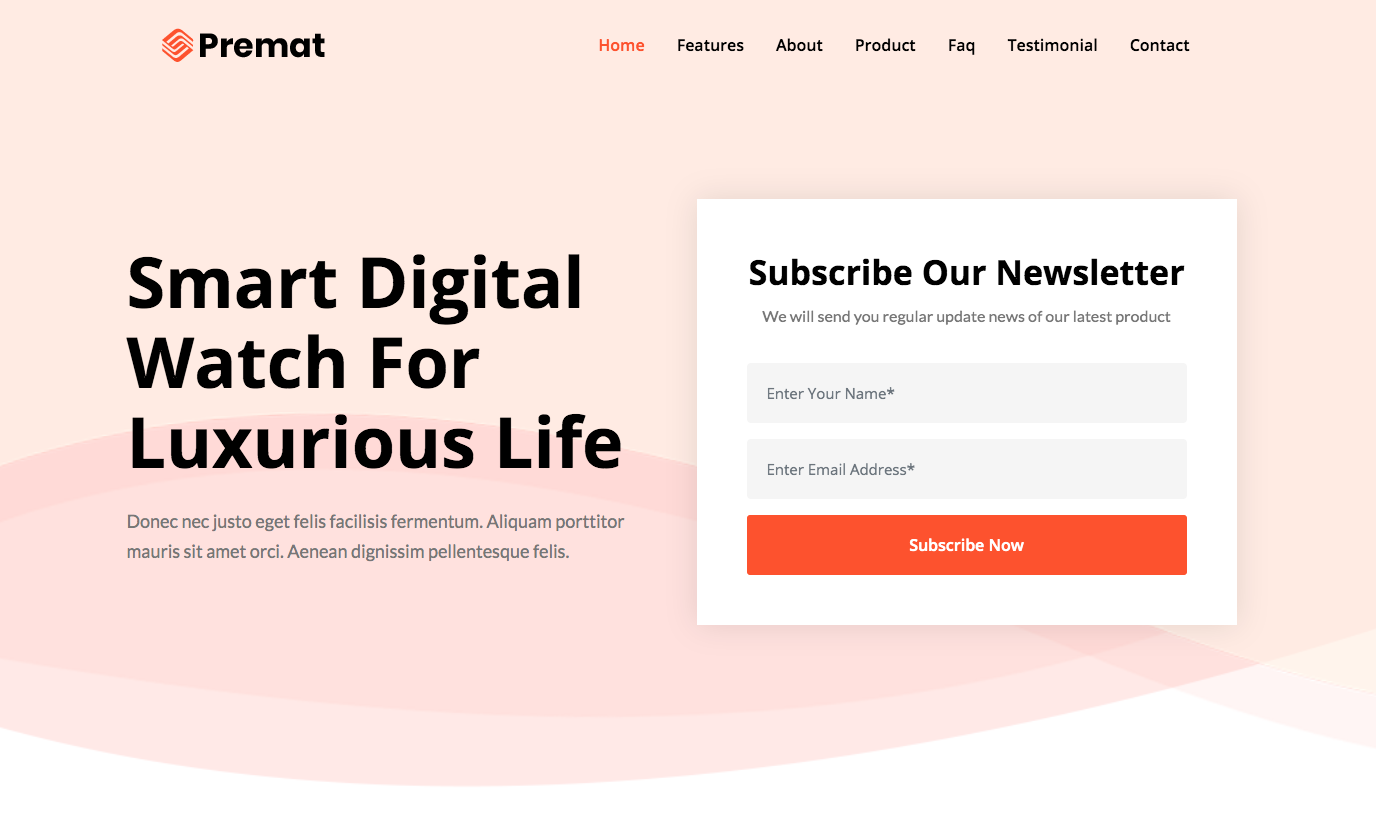 Premat
Home Features About Product Faq Testimonial Contact
Smart Digital
Watch For
Luxurious Life
Donec nec justo eget felis facilisis fermentum. Aliquam porttitor
mauris sit amet orci. Aenean dignissim pellentesque felis.
Subscribe Our Newsletter
We will send you regular update news of our latest product
Enter Your Name*
Enter Email Address*
Subscribe Now